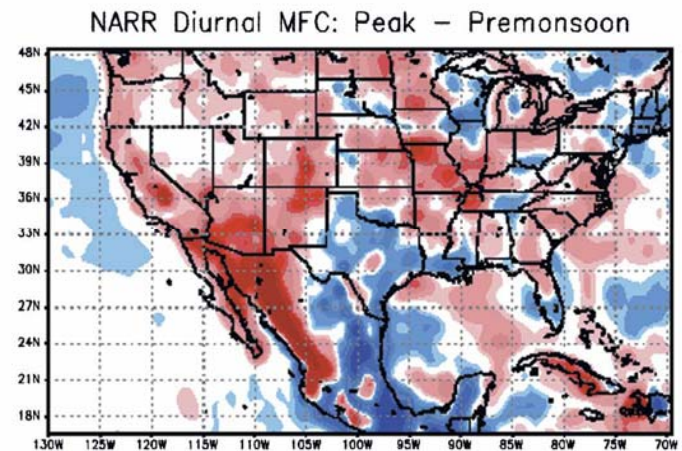 NARR Diurnal MFC: Peak – Premonsoon
48N
45N
42N
39N
36N
33N
30N
27N
24N
21N
18N
130W 125W 120W 115W 110W 105W 100W 95W 90W 85W 80W 75W 70W